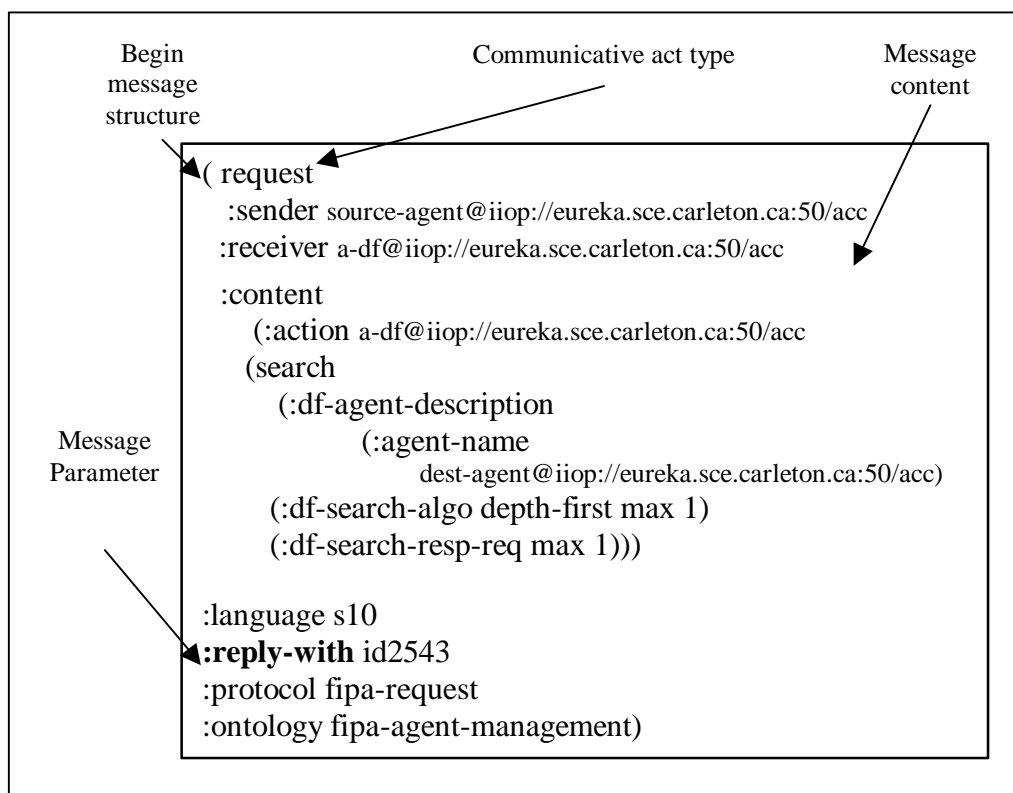 Begin
message
structure
Communicative act type
Message
content
( request
:sender source-agent@iiop://eureka.sce.carleton.ca:50/acc
:receiver a-df@iiop://eureka.sce.carleton.ca:50/acc
:content
(:action a-df@iiop://eureka.sce.carleton.ca:50/acc
(search
(:df-agent-description
(:agent-name
dest-agent@iiop://eureka.sce.carleton.ca:50/acc)
(:df-search-algo depth-first max 1)
(:df-search-resp-req max 1)))
Message
Parameter
:language s10
:reply-with id2543
:protocol fipa-request
:ontology fipa-agent-management)